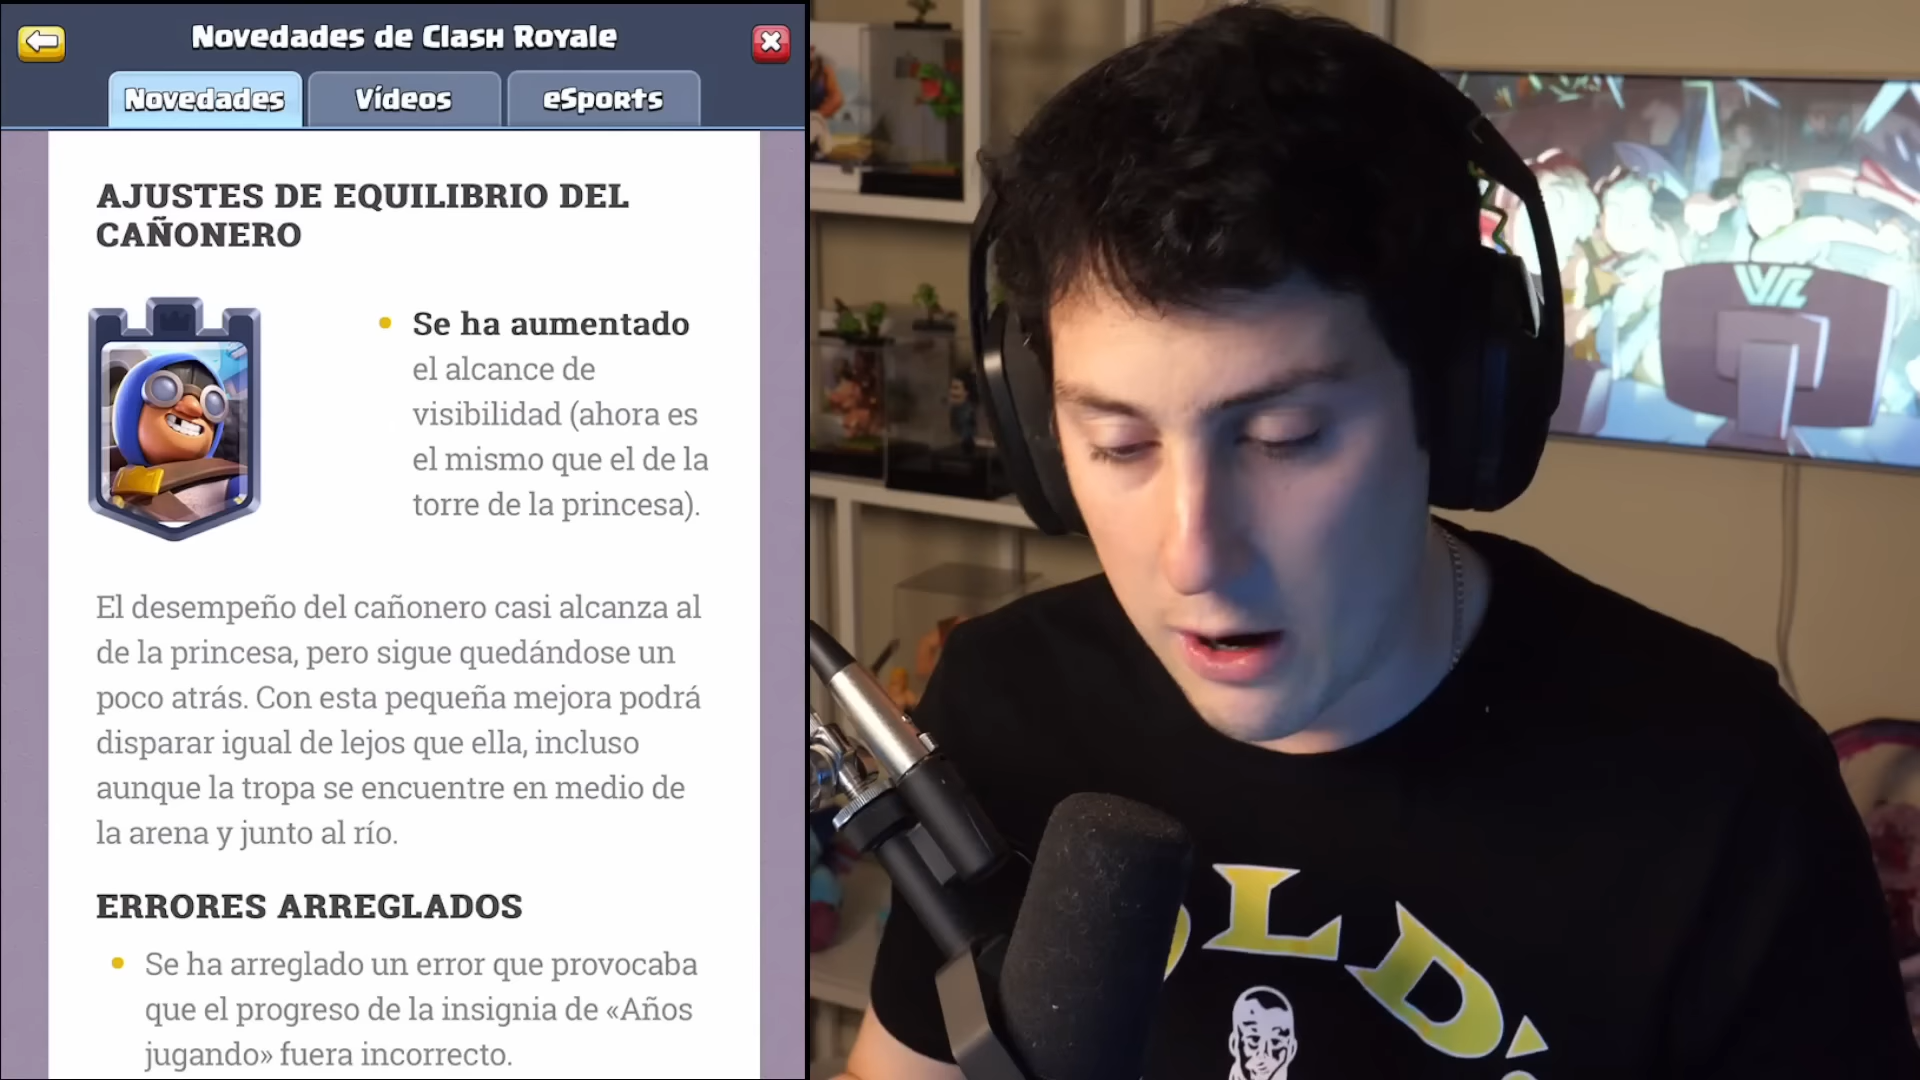 Novedades de Clash Royale
Novedades
Vídeos
eSports
AJUSTES DE EQUILIBRIO DEL
CAÑONERO
Se ha aumentado
el alcance de
visibilidad (ahora es
el mismo que el de la
torre de la princesa).
El desempeño del cañonero casi alcanza al
de la princesa, pero sigue quedándose un
poco atrás. Con esta pequeña mejora podrá
disparar igual de lejos que ella, incluso
aunque la tropa se encuentre en medio de
la arena y junto al río.
ERRORES ARREGLADOS
Se ha arreglado un error que provocaba
que el progreso de la insignia de «Años
jugando» fuera incorrecto.